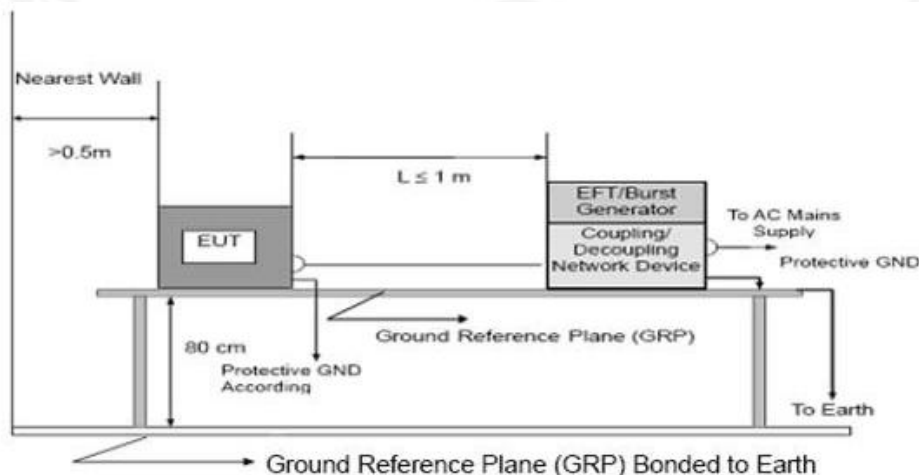 Nearest Wall
>0.5m
L ≤ 1 m
EUT
EFT/Burst
Generator
Coupling/
Decoupling
Network Device
To AC Mains
Supply
Protective GND
Ground Reference Plane (GRP)
80 cm
Protective GND
According
To Earth
Ground Reference Plane (GRP) Bonded to Earth